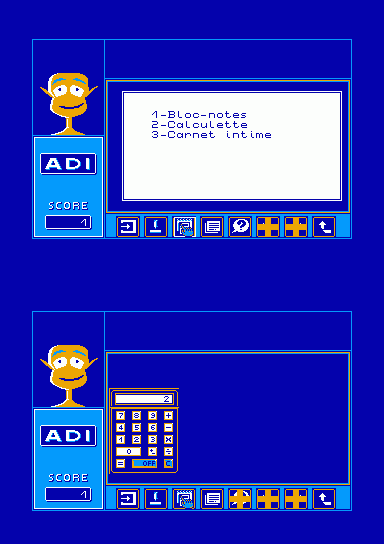 1-Bloc-notes
2-Calculette
3-Carnet intime
ADI
SCORE
1
2
7 8 9 +
4 5 6 -
1 2 3 ×
0 ÷
= OFF C
ADI
SCORE
1